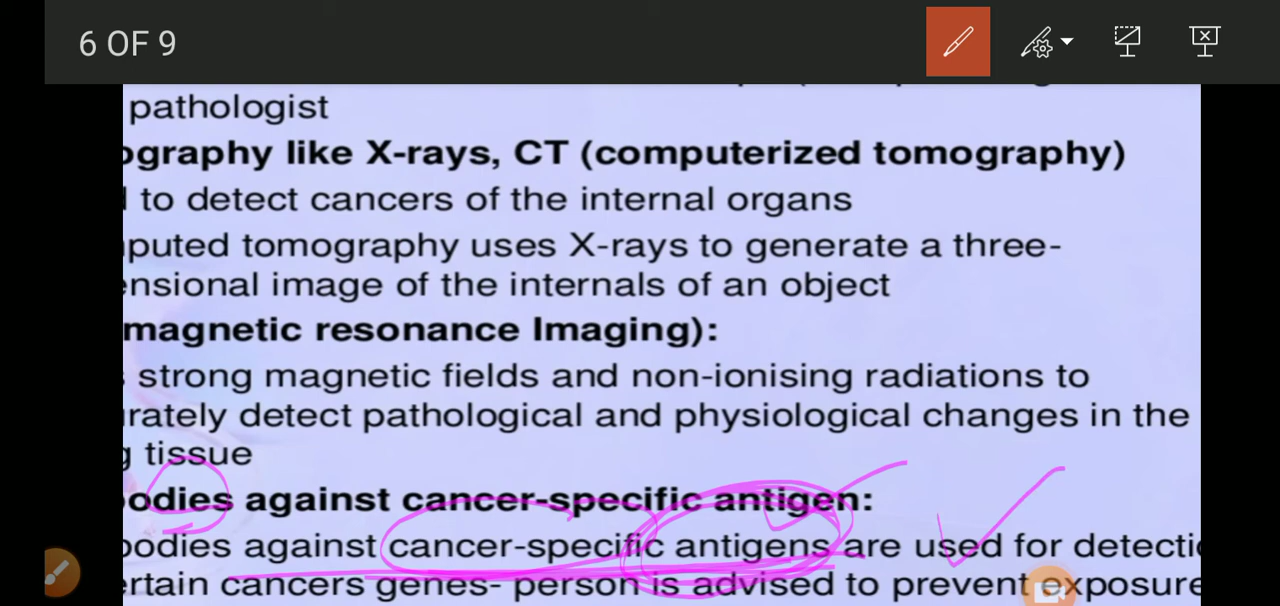 6 OF 9
pathologist
ography like X-rays, CT (computerized tomography)
to detect cancers of the internal organs
puted tomography uses X-rays to generate a three-
ensional image of the internals of an object
magnetic resonance Imaging):
strong magnetic fields and non-ionising radiations to
rately detect pathological and physiological changes in the
tissue
odies against cancer-specific antigen:
bodies against cancer-specific antigens are used for detecti
rtain cancers genes- person is advised to prevent exposure